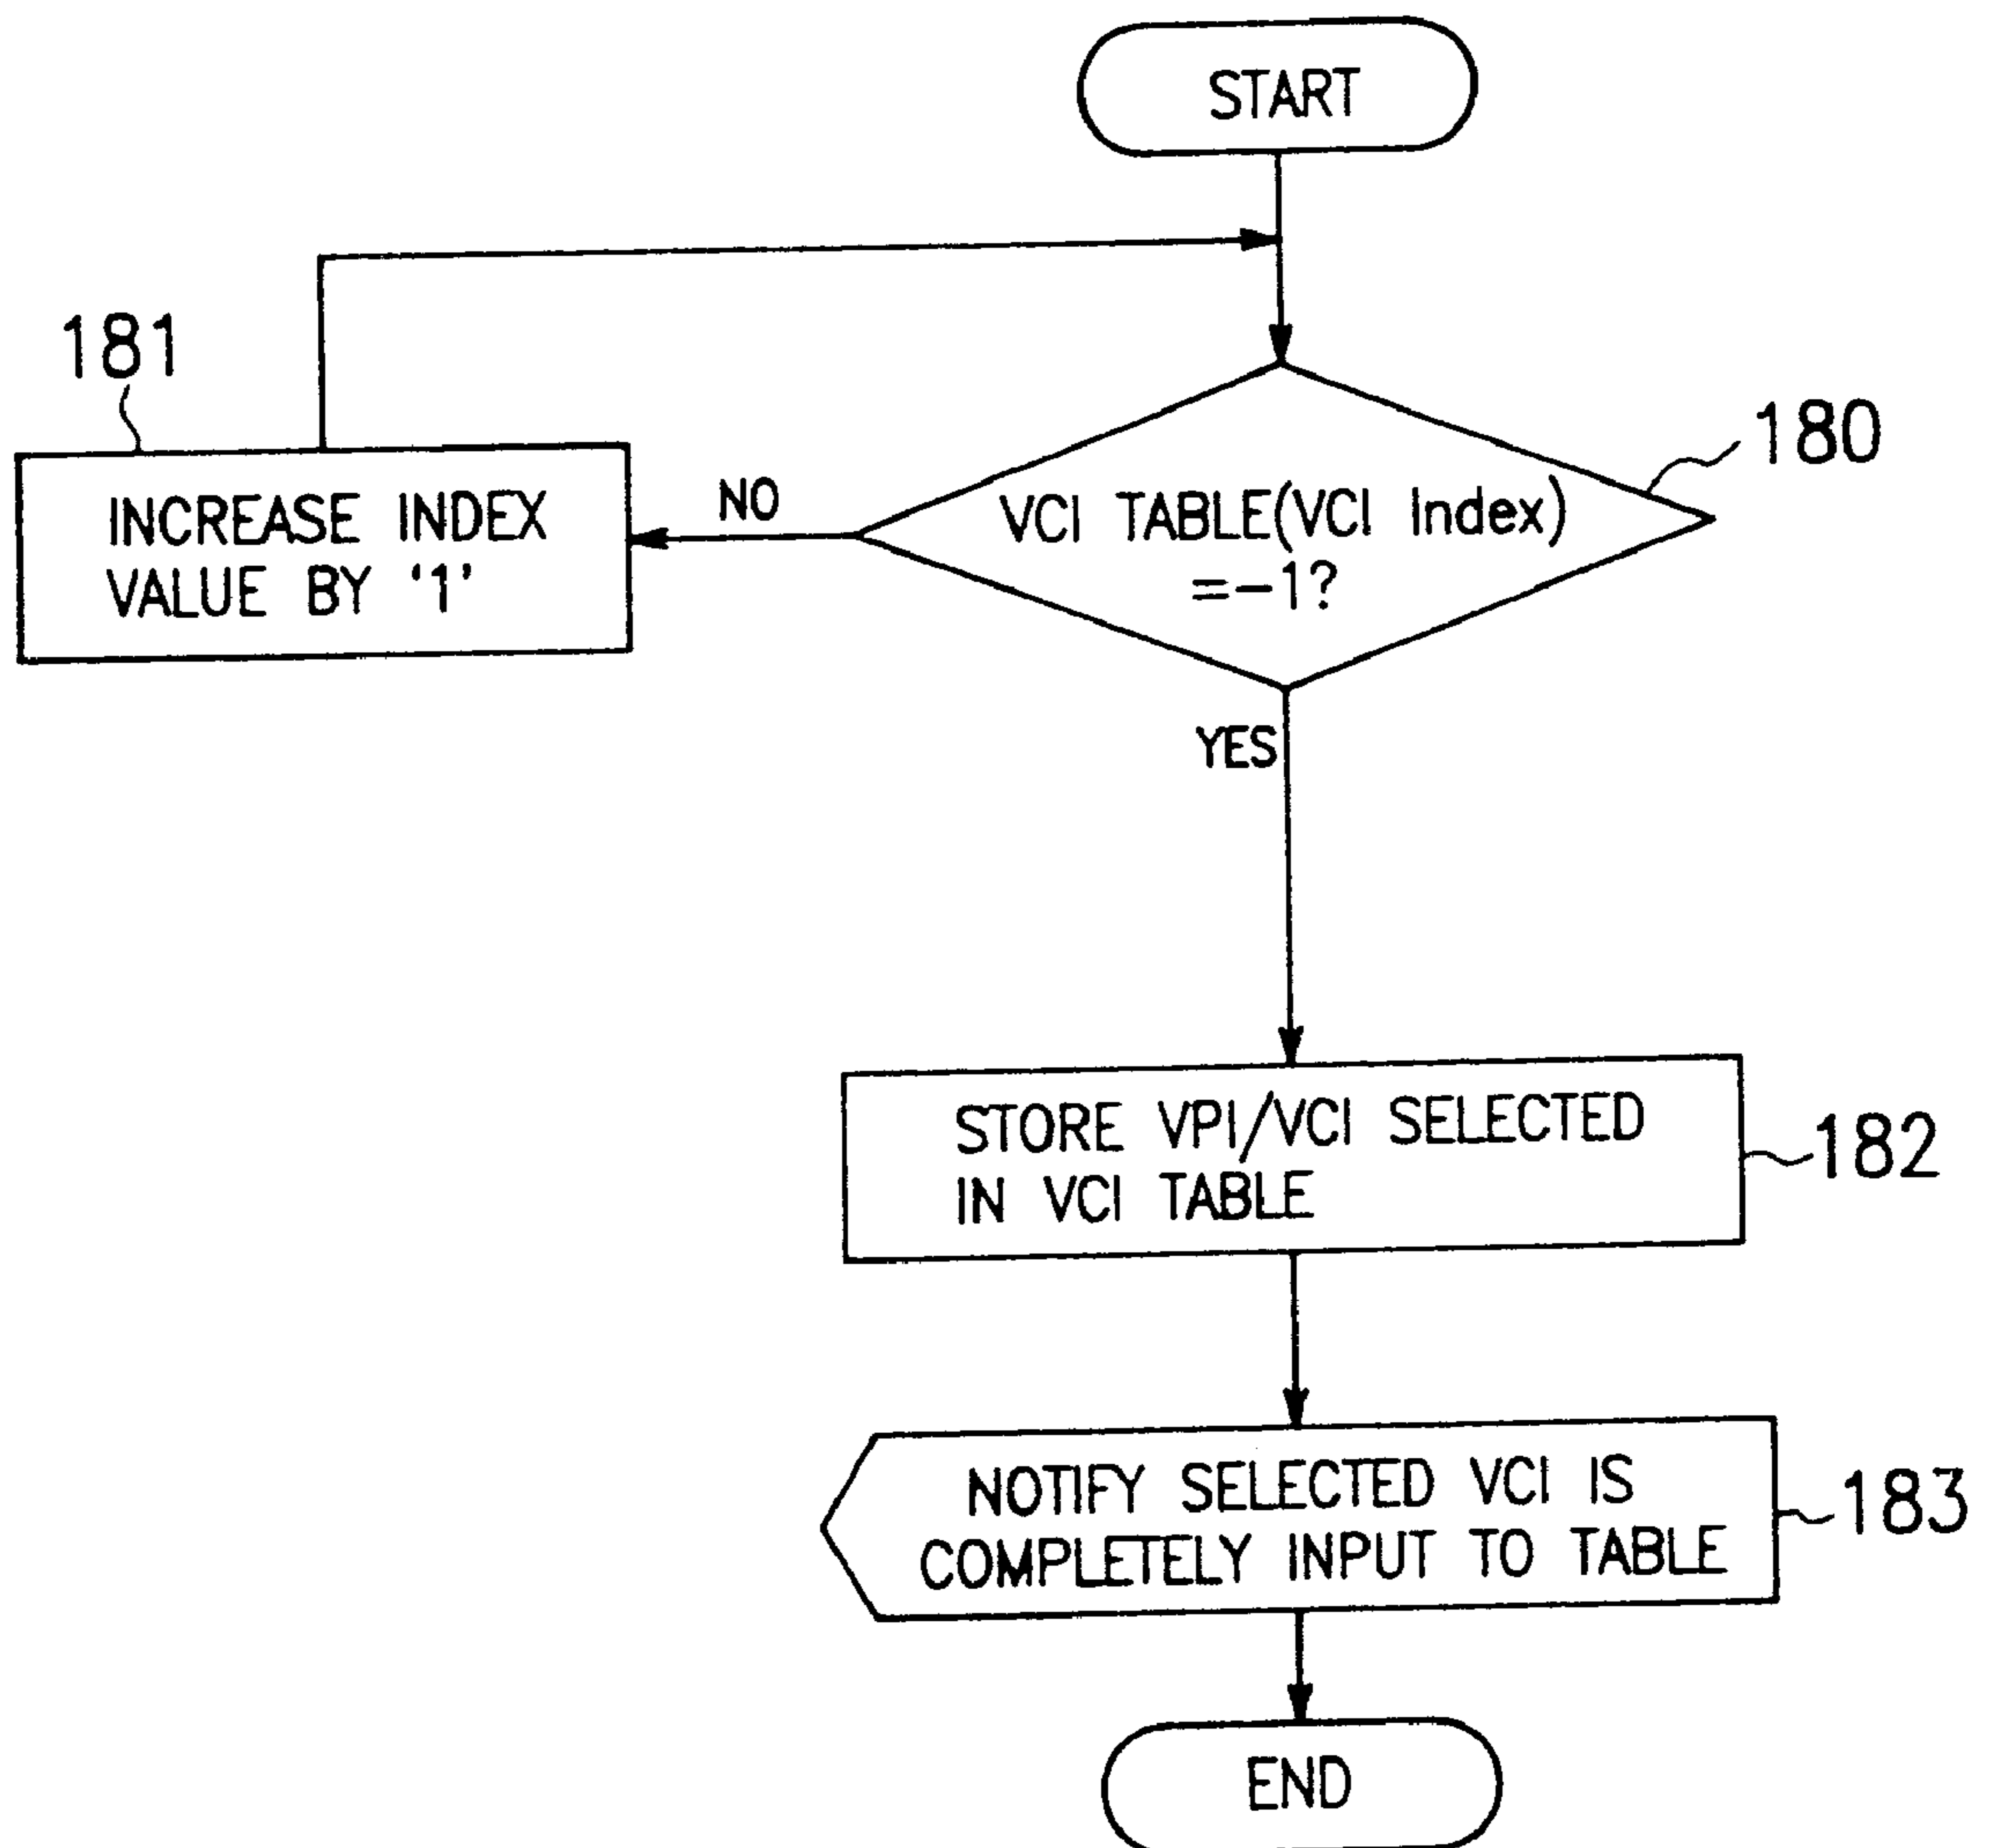 START
181
180
INCREASE INDEX
VALUE BY ‘1’
NO
VCI TABLE(VCI Index)
=-1?
YES
STORE VPI/VCI SELECTED
IN VCI TABLE
182
NOTIFY SELECTED VCI IS
COMPLETELY INPUT TO TABLE
183
END